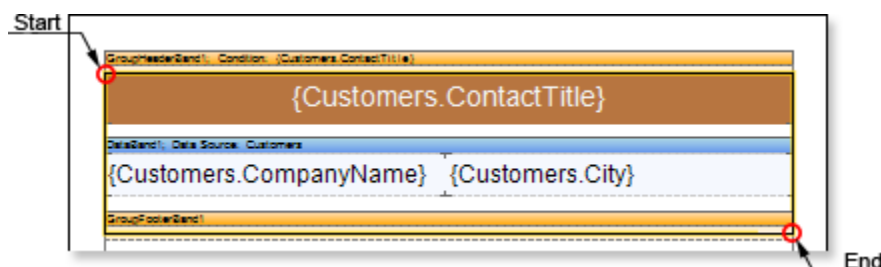 Start
GroupHeaderBand1; Condition: {Customers.ContactTitle}
{Customers.ContactTitle}
DataBand1; Data Source: Customers
{Customers.CompanyName} {Customers.City}
GroupFooterBand1
End